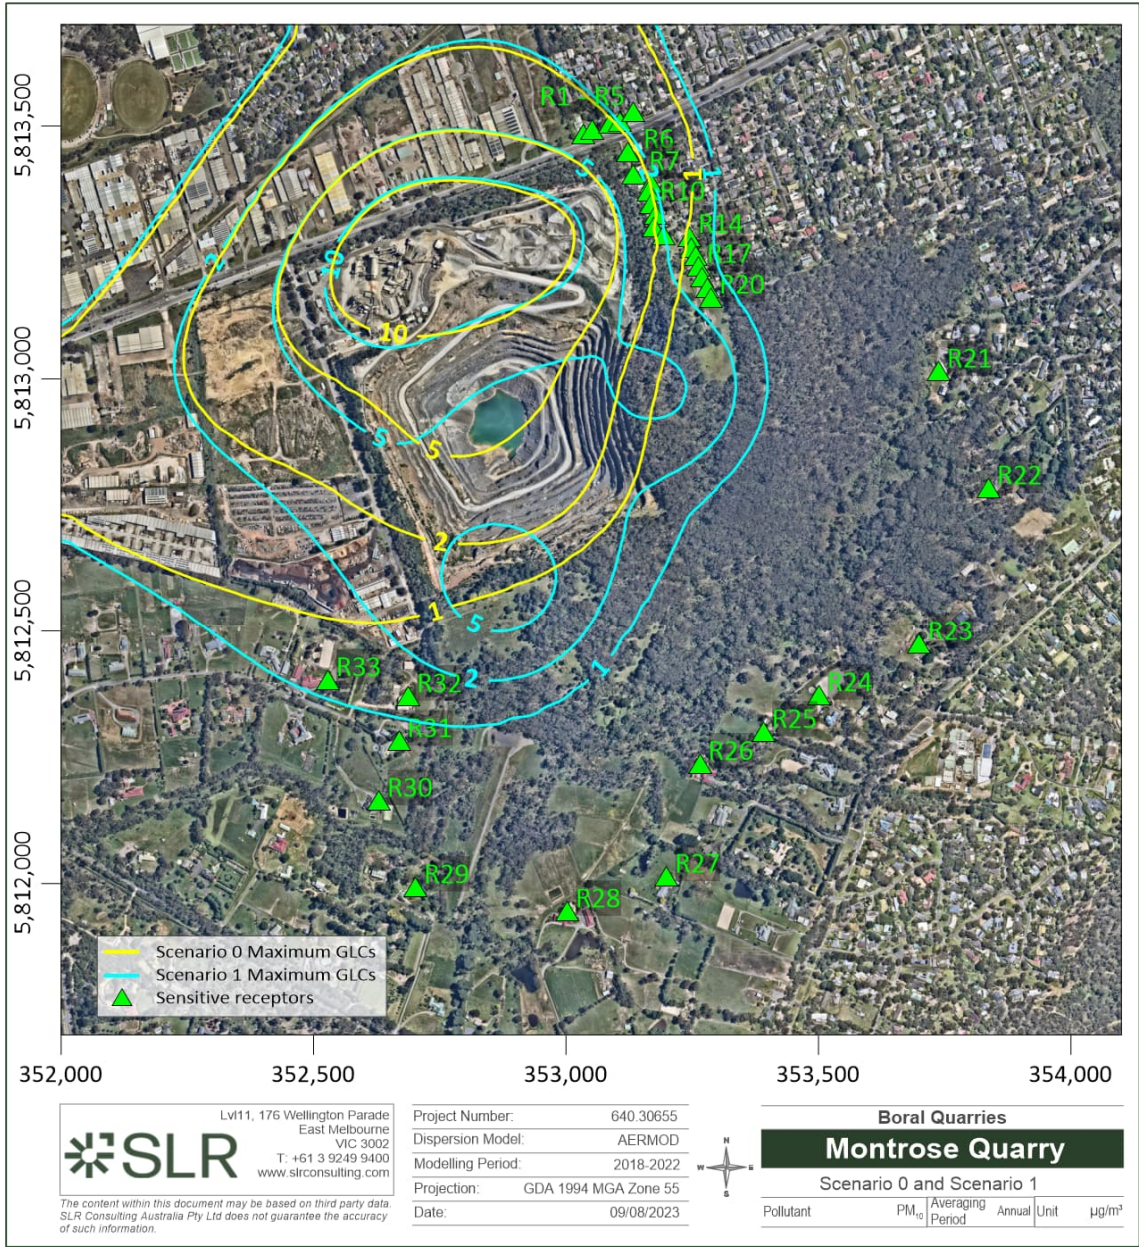 5,813,500
5,813,000
5,812,500
5,812,000
R1 - R5
R6
R7
R10
R14
R17
R20
R21
R22
R23
R24
R25
R26
R27
R28
R29
R30
R31
R32
R33
5
5
1
1
2
10
10
5
5
2
1
5
2
1
Scenario 0 Maximum GLCs
Scenario 1 Maximum GLCs
Sensitive receptors
352,000
352,500
353,000
353,500
354,000
SLR
Lvl11, 176 Wellington Parade
East Melbourne
VIC 3002
T: +61 3 9249 9400
www.slrconsulting.com
The content within this document may be based on third party data.
SLR Consulting Australia Pty Ltd does not guarantee the accuracy
of such information.
Project Number: 640.30655
Dispersion Model: AERMOD
Modelling Period: 2018-2022
Projection: GDA 1994 MGA Zone 55
Date: 09/08/2023
N
W E
S
Boral Quarries
Montrose Quarry
Scenario 0 and Scenario 1
Pollutant PM₁₀ Averaging Period Annual Unit µg/m³